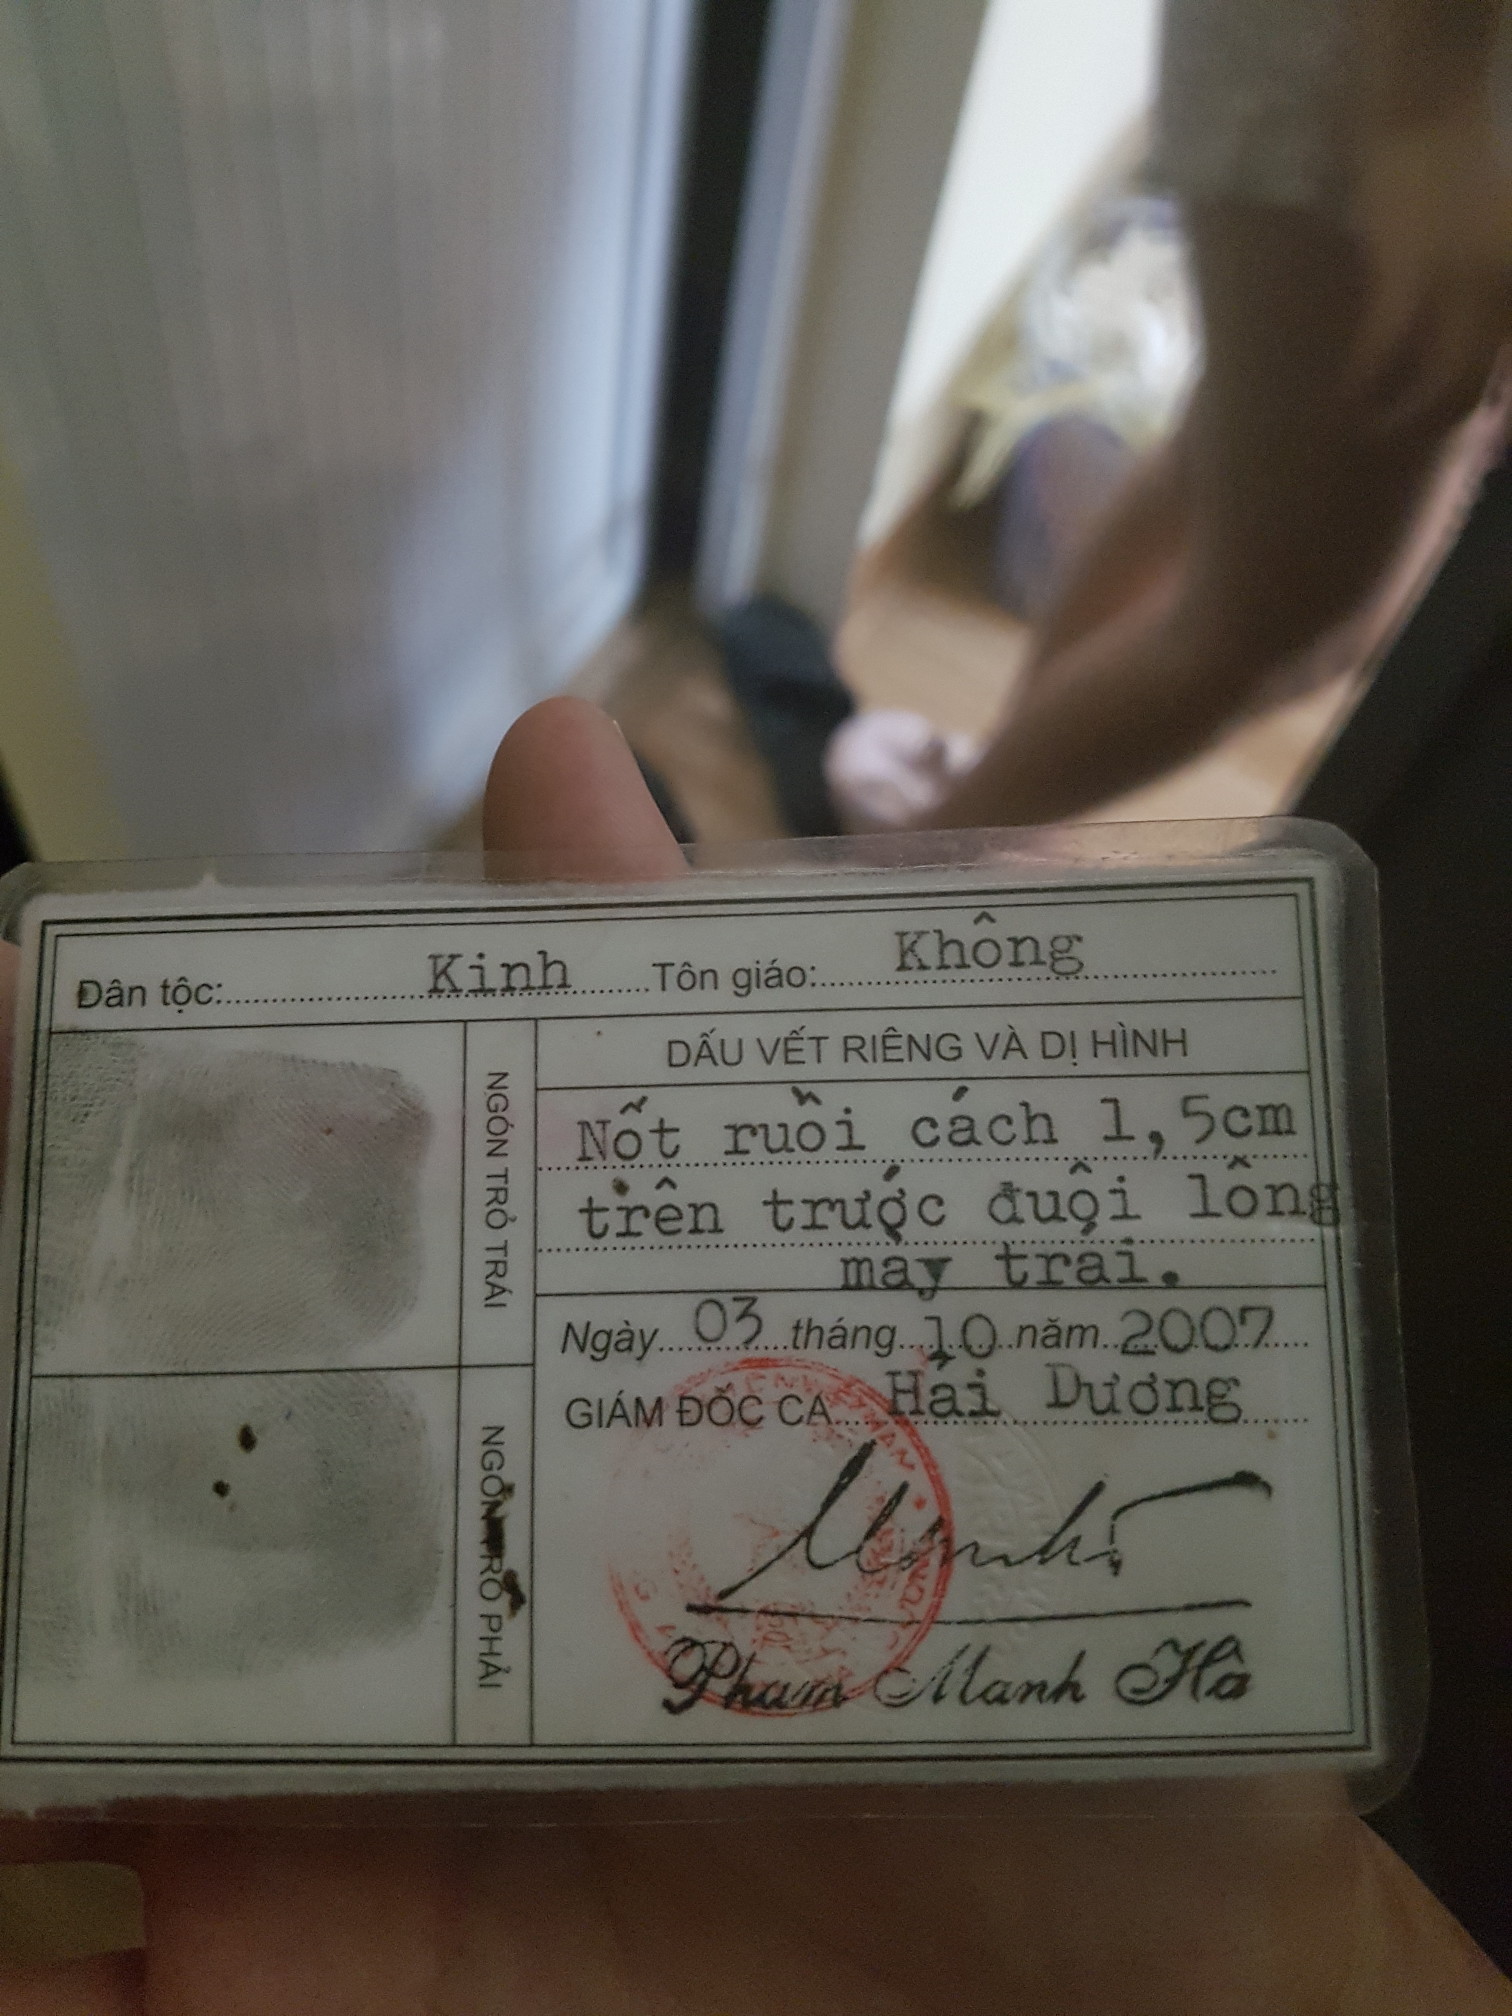 Dân tộc: Kinh Tôn giáo: Không
NGÓN TRỎ TRÁI
DẤU VẾT RIÊNG VÀ DỊ HÌNH
Nốt ruồi cách 1,5cm
trên trước đuôi lông
mày trái.
Ngày 03 tháng 10 năm 2007
GIÁM ĐỐC CA Hải Dương
NGÓN TRỎ PHẢI
Phạm Mạnh Hà